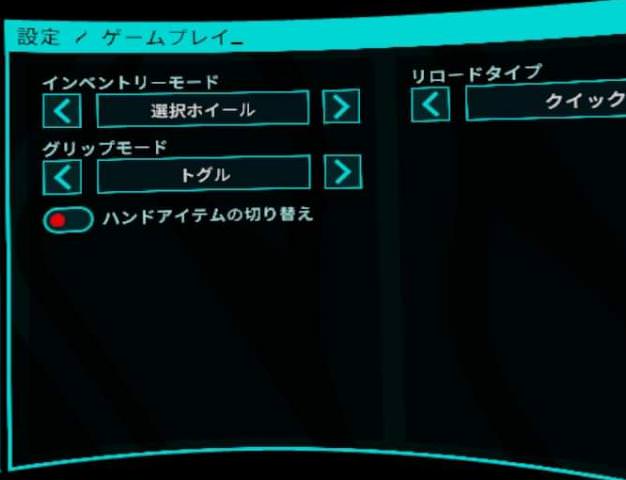 設定 / ゲームプレイ_
インベントリーモード
選択ホイール
グリップモード
トグル
ハンドアイテムの切り替え
リロードタイプ
クイック